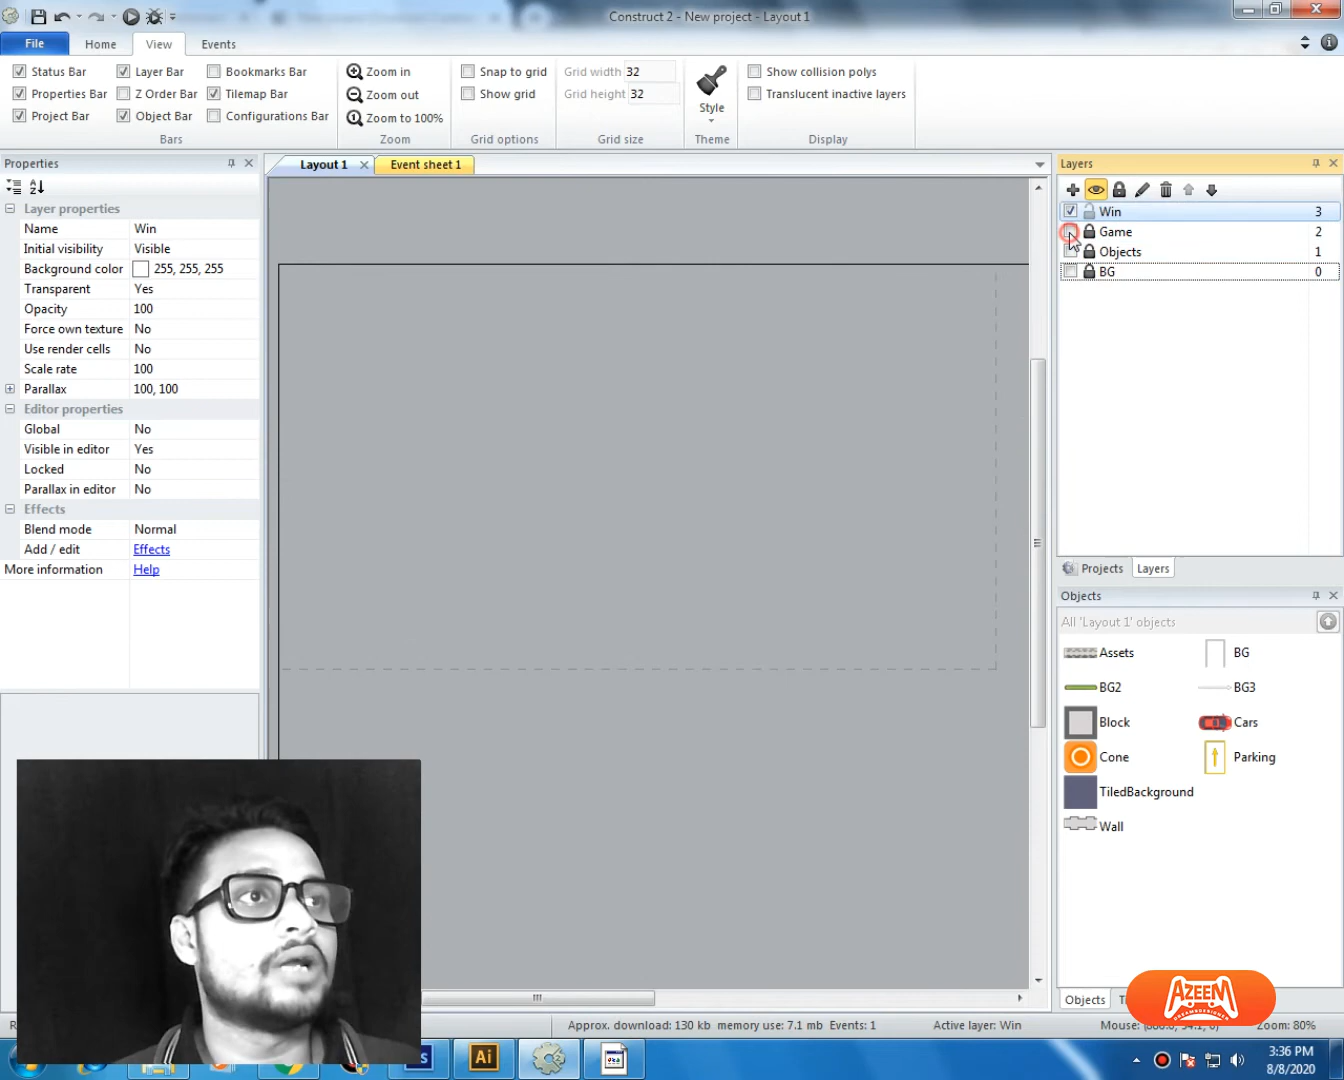 Construct 2 - New project - Layout 1
File
Home
View
Events
Status Bar
Layer Bar
Bookmarks Bar
Properties Bar
Z Order Bar
Tilemap Bar
Project Bar
Object Bar
Configurations Bar
Bars
Zoom in
Zoom out
Zoom to 100%
Zoom
Snap to grid
Show grid
Grid options
Grid width 32
Grid height 32
Grid size
Style
Theme
Show collision polys
Translucent inactive layers
Display
Properties
Layout 1
Event sheet 1
Layers
Layer properties
Name Win
Initial visibility Visible
Background color 255, 255, 255
Transparent Yes
Opacity 100
Force own texture No
Use render cells No
Scale rate 100
Parallax 100, 100
Editor properties
Global No
Visible in editor Yes
Locked No
Parallax in editor No
Effects
Blend mode Normal
Add / edit Effects
More information Help
Win 3
Game 2
Objects 1
BG 0
Projects
Layers
Objects
All 'Layout 1' objects
Assets
BG
BG2
BG3
Block
Cars
Cone
Parking
TiledBackground
Wall
Objects
AZEEM
Approx. download: 130 kb memory use: 7.1 mb Events: 1
Active layer: Win
Zoom: 80%
Ai
3:36 PM
8/8/2020